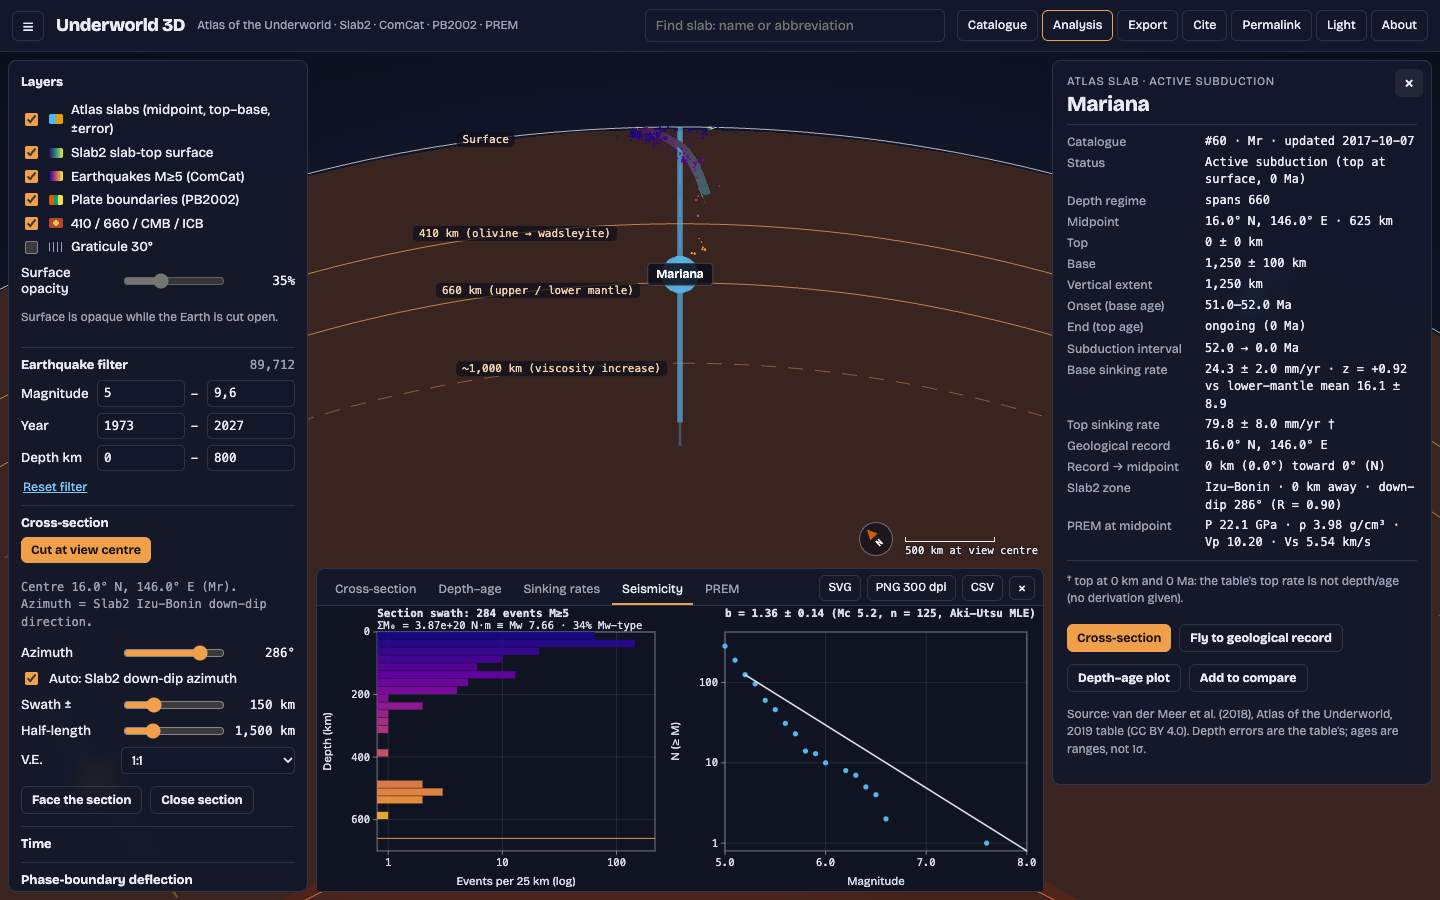 ☰ Underworld 3D Atlas of the Underworld · Slab2 · ComCat · PB2002 · PREM
Find slab: name or abbreviation
Catalogue Analysis Export Cite Permalink Light About
Layers
Atlas slabs (midpoint, top–base,
±error)
Slab2 slab-top surface
Earthquakes M≥5 (ComCat)
Plate boundaries (PB2002)
410 / 660 / CMB / ICB
Graticule 30°
Surface
opacity
35%
Surface is opaque while the Earth is cut open.
Earthquake filter 89,712
Magnitude 5 – 9,6
Year 1973 – 2027
Depth km 0 – 800
Reset filter
Cross-section
Cut at view centre
Centre 16.0° N, 146.0° E (Mr).
Azimuth = Slab2 Izu-Bonin down-dip
direction.
Azimuth 286°
Auto: Slab2 down-dip azimuth
Swath ± 150 km
Half-length 1,500 km
V.E. 1:1
Face the section Close section
Time
Phase-boundary deflection
Surface
410 km (olivine → wadsleyite)
Mariana
660 km (upper / lower mantle)
~1,000 km (viscosity increase)
N
500 km at view centre
Cross-section Depth–age Sinking rates Seismicity PREM
SVG PNG 300 dpi CSV ×
Section swath: 284 events M≥5
ΣM₀ = 3.87e+20 N·m ≡ Mw 7.66 · 34% Mw-type
0
200
400
600
Depth (km)
1 10 100
Events per 25 km (log)
b = 1.36 ± 0.14 (Mc 5.2, n = 125, Aki–Utsu MLE)
100
10
1
N (≥ M)
5.0 6.0 7.0 8.0
Magnitude
ATLAS SLAB · ACTIVE SUBDUCTION
Mariana
×
Catalogue #60 · Mr · updated 2017-10-07
Status Active subduction (top at
surface, 0 Ma)
Depth regime spans 660
Midpoint 16.0° N, 146.0° E · 625 km
Top 0 ± 0 km
Base 1,250 ± 100 km
Vertical extent 1,250 km
Onset (base age) 51.0–52.0 Ma
End (top age) ongoing (0 Ma)
Subduction interval 52.0 → 0.0 Ma
Base sinking rate 24.3 ± 2.0 mm/yr · z = +0.92
vs lower-mantle mean 16.1 ±
8.9
Top sinking rate 79.8 ± 8.0 mm/yr †
Geological record 16.0° N, 146.0° E
Record → midpoint 0 km (0.0°) toward 0° (N)
Slab2 zone Izu-Bonin · 0 km away · down-
dip 286° (R = 0.90)
PREM at midpoint P 22.1 GPa · ρ 3.98 g/cm³ ·
Vp 10.20 · Vs 5.54 km/s
† top at 0 km and 0 Ma: the table's top rate is not depth/age
(no derivation given).
Cross-section Fly to geological record
Depth–age plot Add to compare
Source: van der Meer et al. (2018), Atlas of the Underworld,
2019 table (CC BY 4.0). Depth errors are the table's; ages are
ranges, not 1σ.